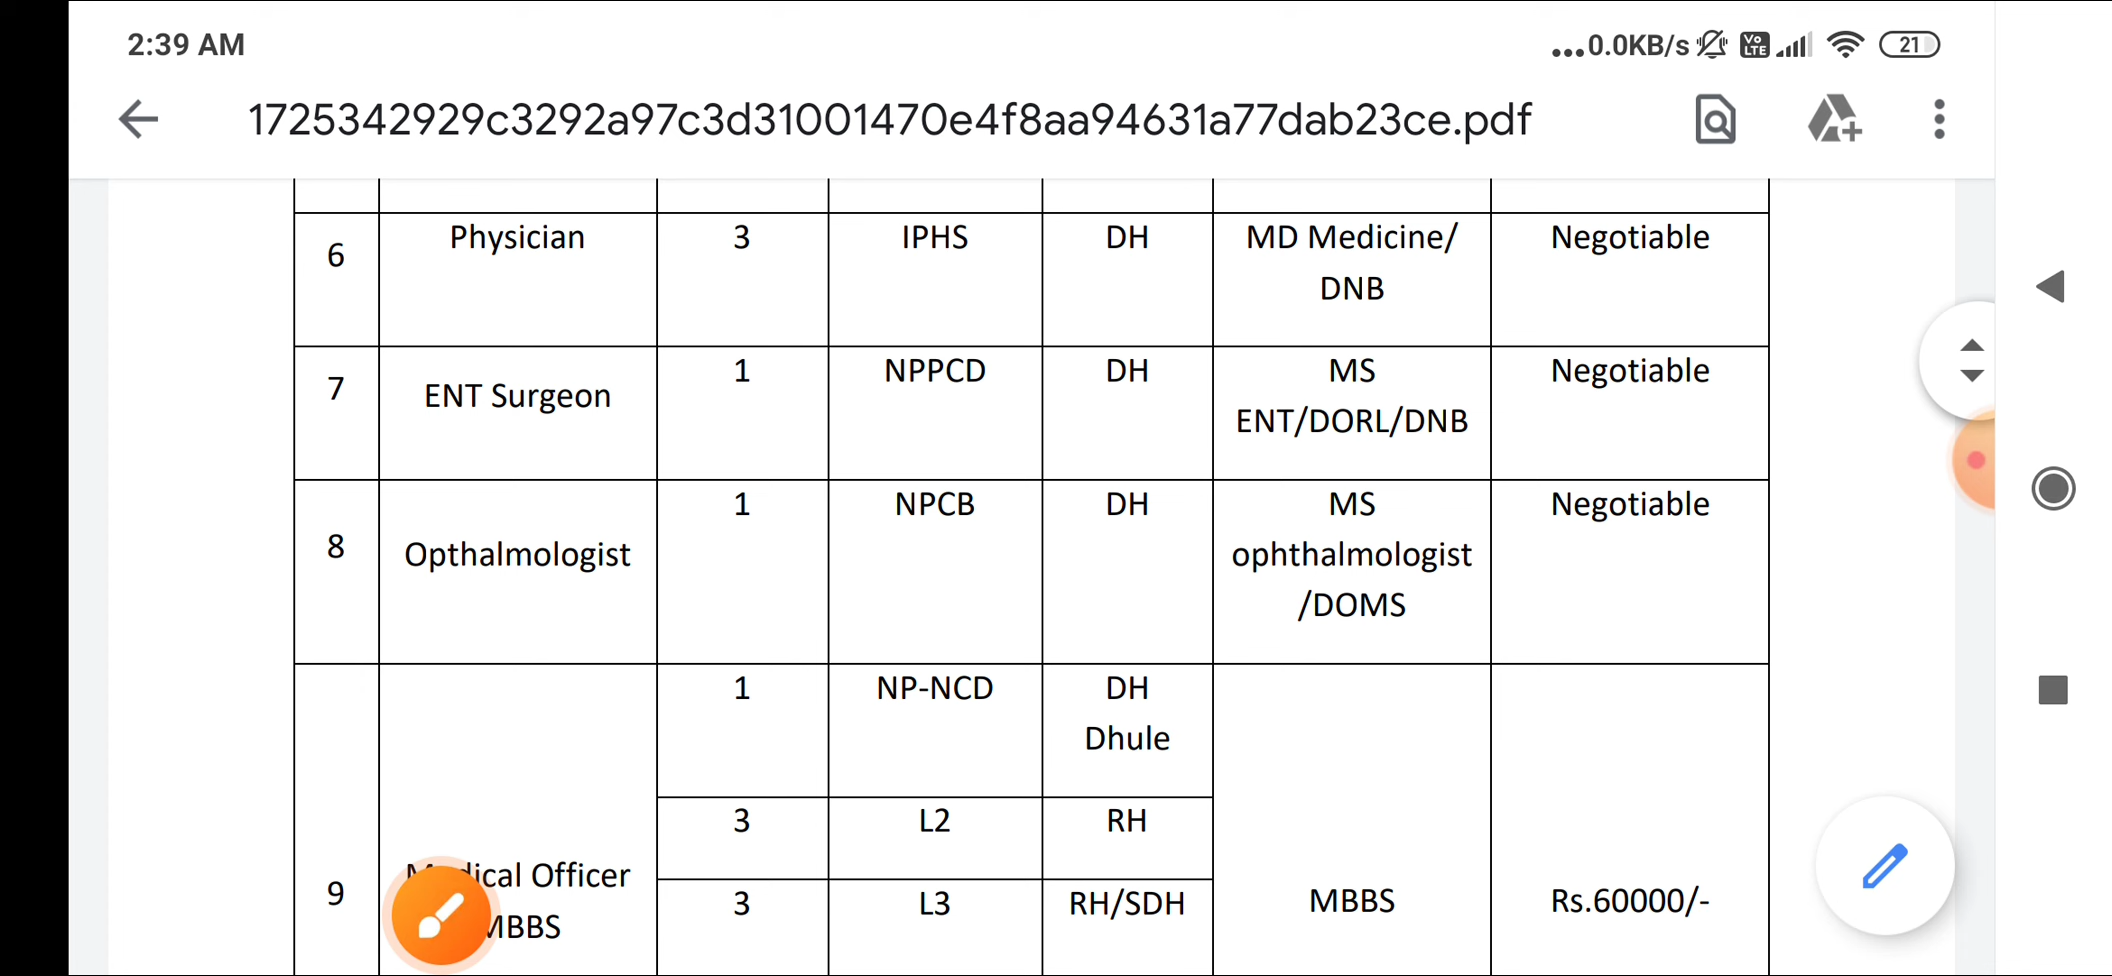 2:39 AM
...0.0KB/s Vo LTE 21
1725342929c3292a97c3d31001470e4f8aa94631a77dab23ce.pdf
6 Physician 3 IPHS DH MD Medicine/ Negotiable
DNB
7 ENT Surgeon 1 NPPCD DH MS Negotiable
ENT/DORL/DNB
8 Opthalmologist 1 NPCB DH MS Negotiable
ophthalmologist
/DOMS
1 NP-NCD DH
Dhule
3 L2 RH
9 Officer
3 L3 RH/SDH MBBS Rs.60000/-
MBBS